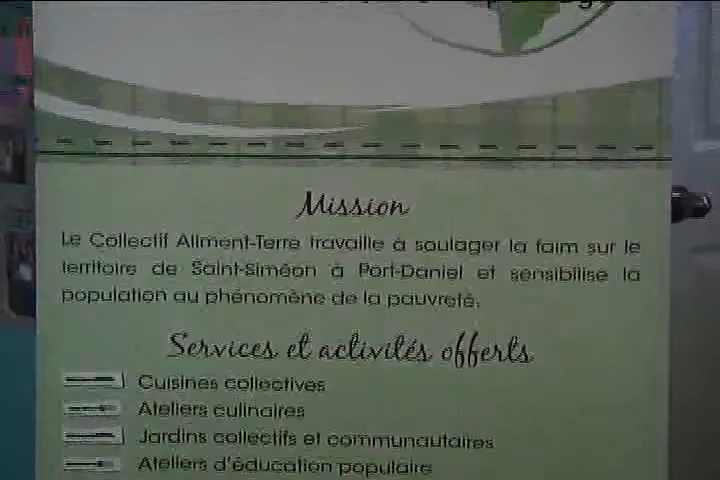 Mission
Le Collectif Aliment-Terre travaille à soulager la faim sur le
territoire de Saint-Siméon à Port-Daniel et sensibilise la
population au phénomène de la pauvreté.
Services et activités offerts
Cuisines collectives
Ateliers culinaires
Jardins collectifs et communautaires
Ateliers d'éducation populaire